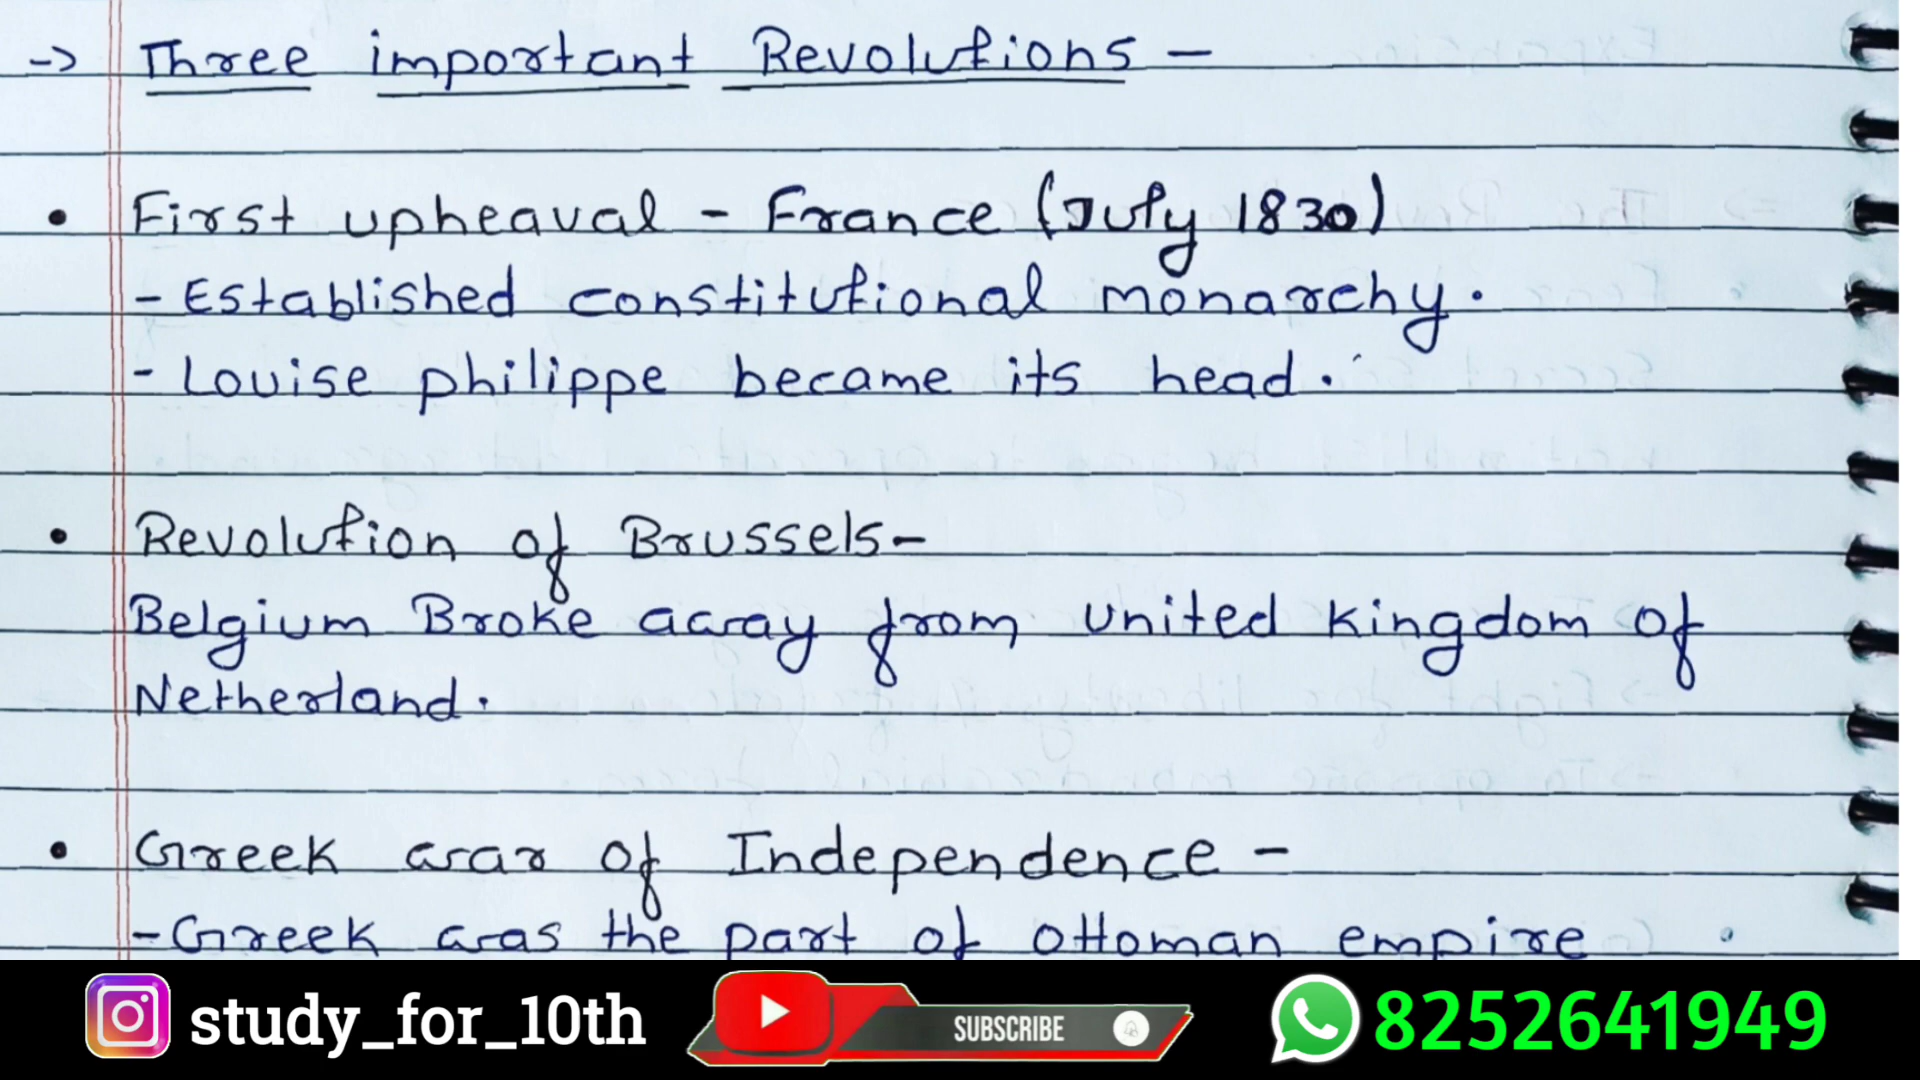 -> Three important Revolutions -
• First upheaval - France (July 1830)
- Established constitutional monarchy.
- Louise philippe became its head.
• Revolution of Brussels-
Belgium Broke away from united kingdom of
Netherland.
• Greek war of Independence -
- Greek was the part of ottoman empire
study_for_10th
SUBSCRIBE
8252641949